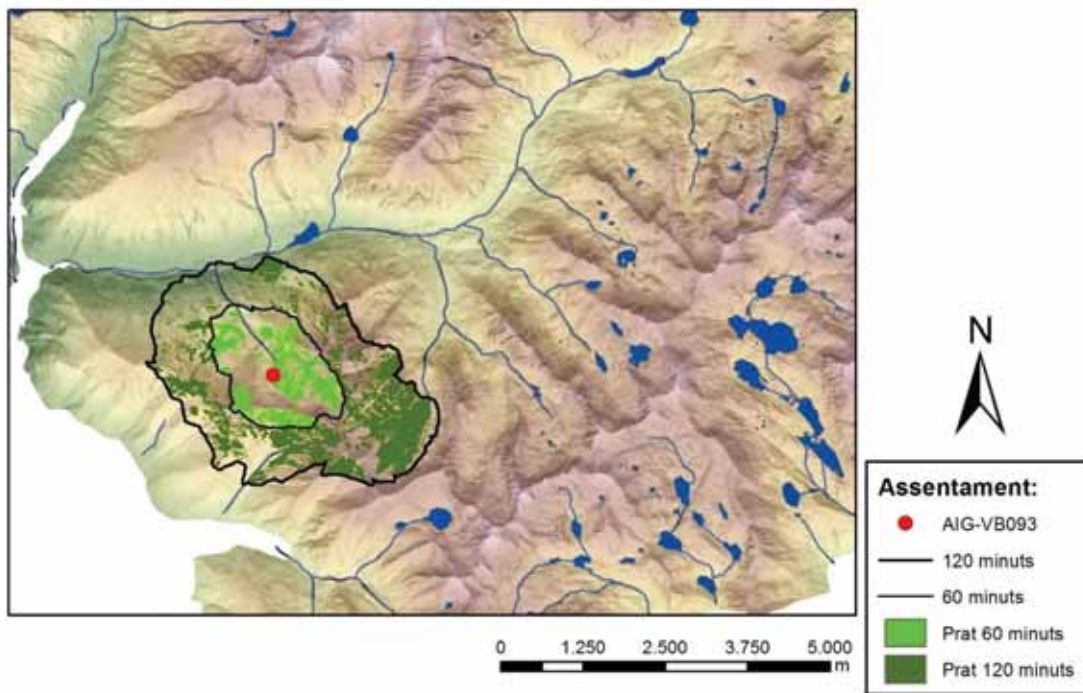 N
Assentament:
AIG-VB093
120 minuts
60 minuts
Prat 60 minuts
Prat 120 minuts
0 1.250 2.500 3.750 5.000
m